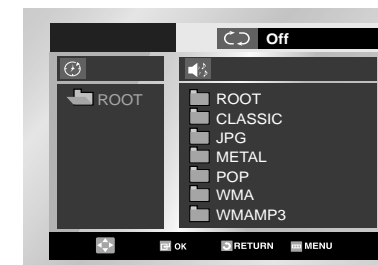 Off
ROOT
ROOT
CLASSIC
JPG
METAL
POP
WMA
WMAMP3
OK RETURN MENU